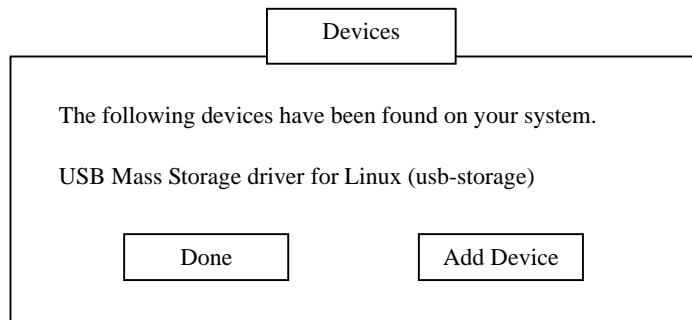 Devices
The following devices have been found on your system.
USB Mass Storage driver for Linux (usb-storage)
Done
Add Device